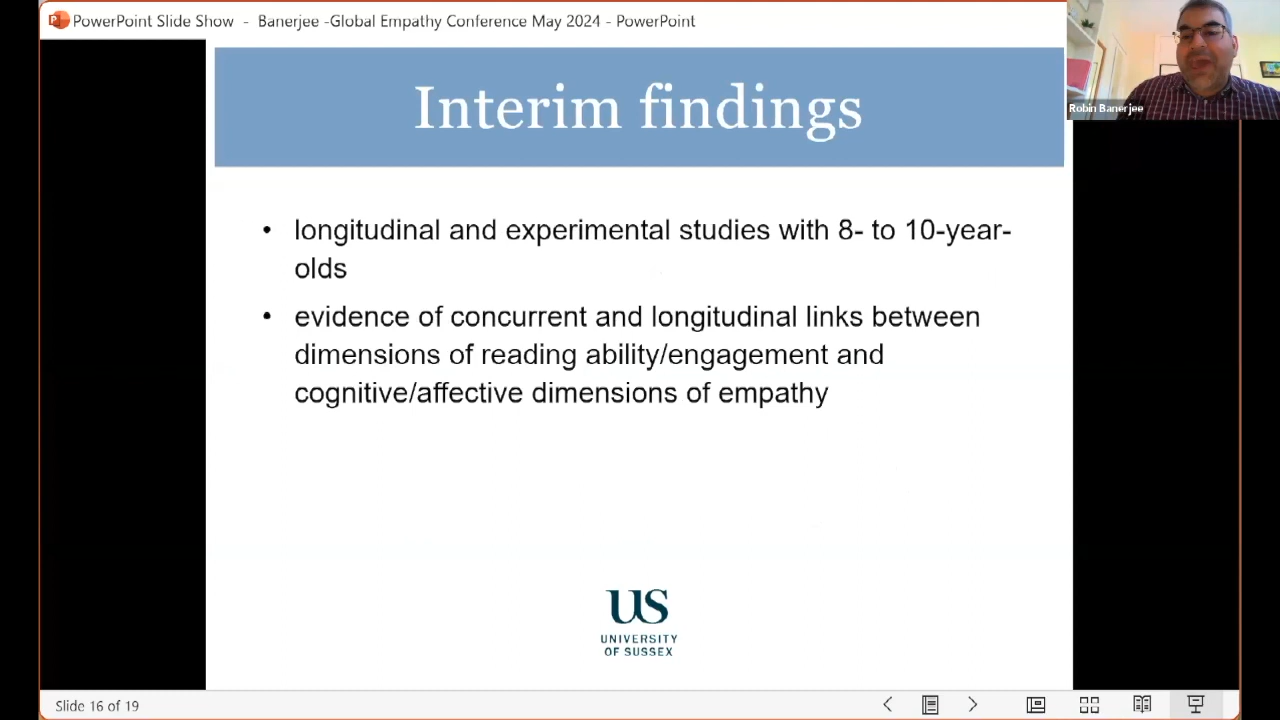 PowerPoint Slide Show - Banerjee -Global Empathy Conference May 2024 - PowerPoint
Robin Banerjee
Interim findings
• longitudinal and experimental studies with 8- to 10-year-
olds
• evidence of concurrent and longitudinal links between
dimensions of reading ability/engagement and
cognitive/affective dimensions of empathy
US
UNIVERSITY
OF SUSSEX
Slide 16 of 19